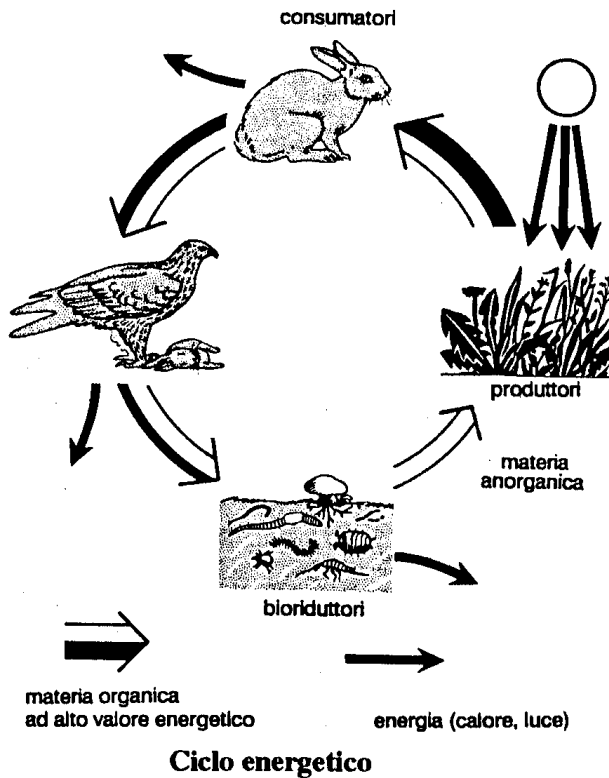 consumatori
produttori
materia
anorganica
bioriduttori
materia organica
ad alto valore energetico
energia (calore, luce)
Ciclo energetico